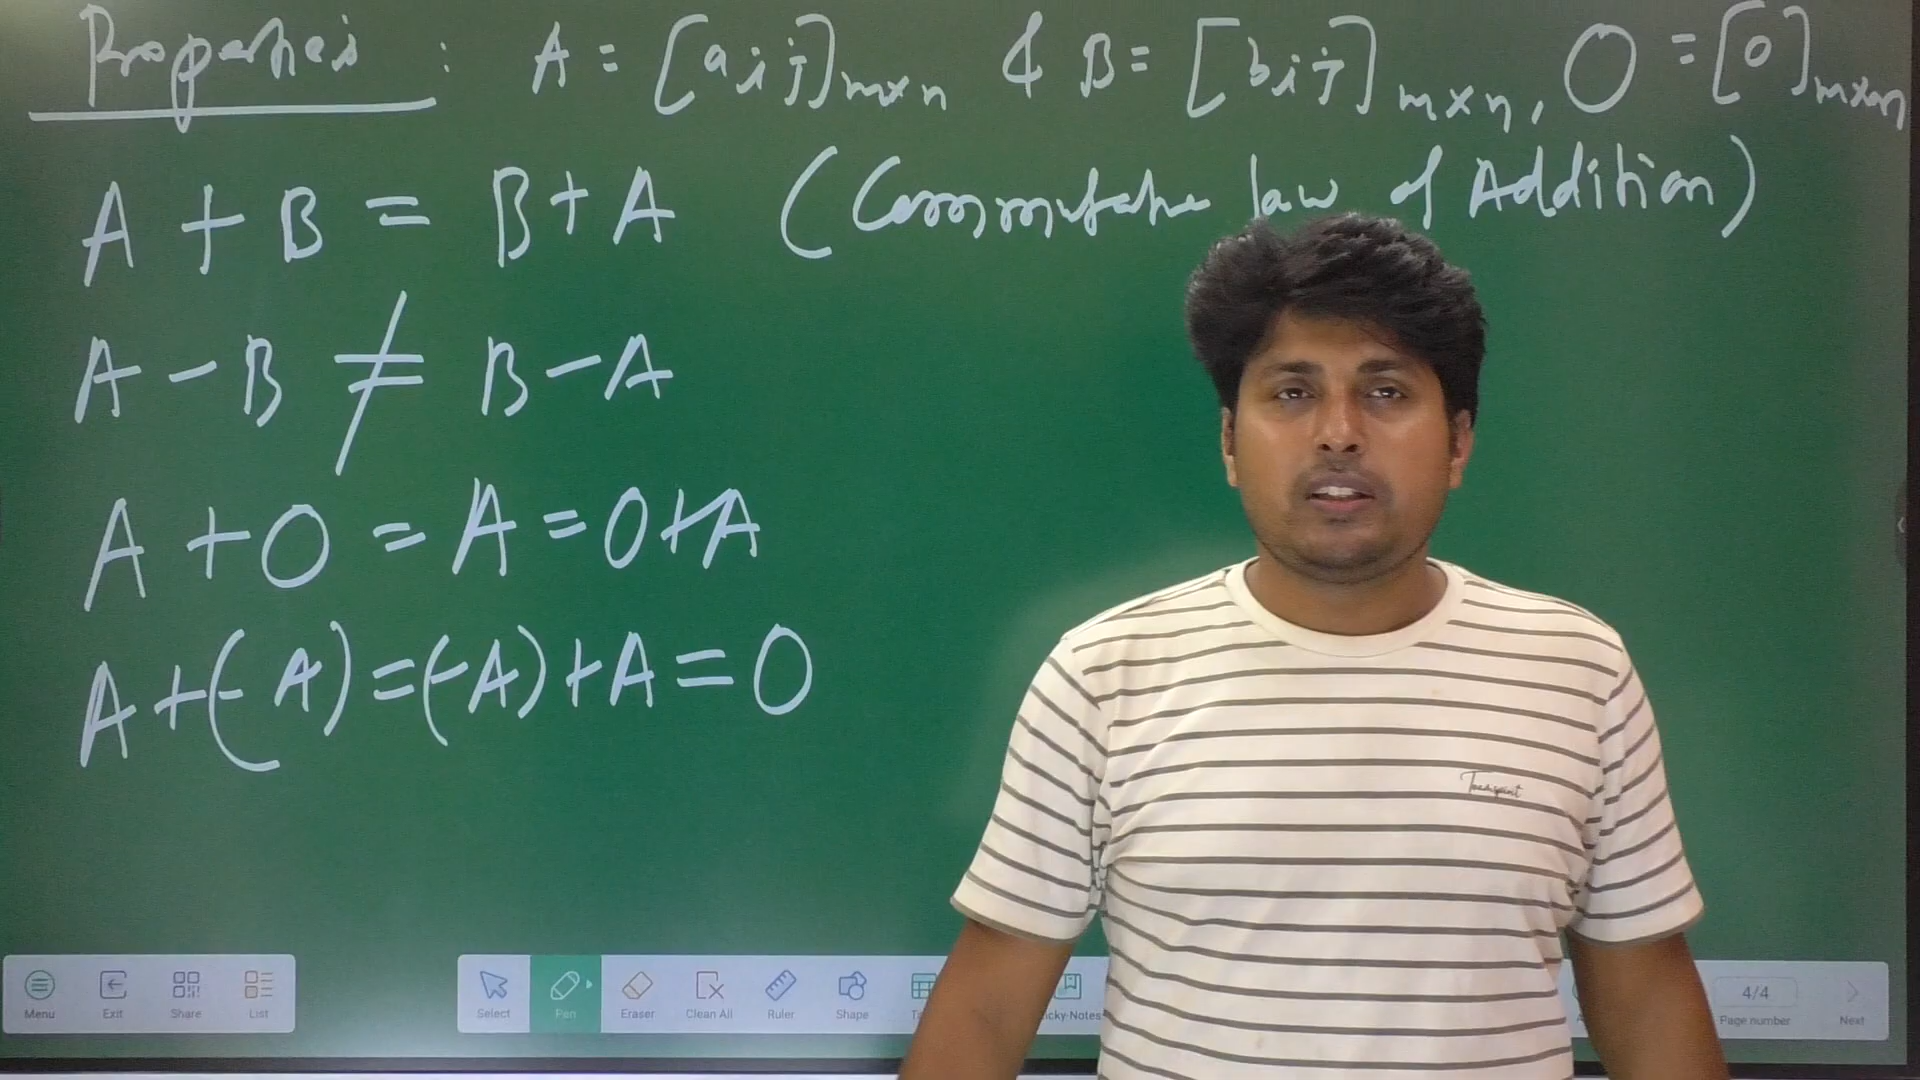 Properties : A = [aij]m×n & B = [bij]m×n, O = [0]m×n
A + B = B + A (Commutative law of Addition)
A - B ≠ B - A
A + O = A = O + A
A + (-A) = (-A) + A = O
Menu Exit Share List Select Pen Eraser Clean All Ruler Shape 4/4 Page number Next